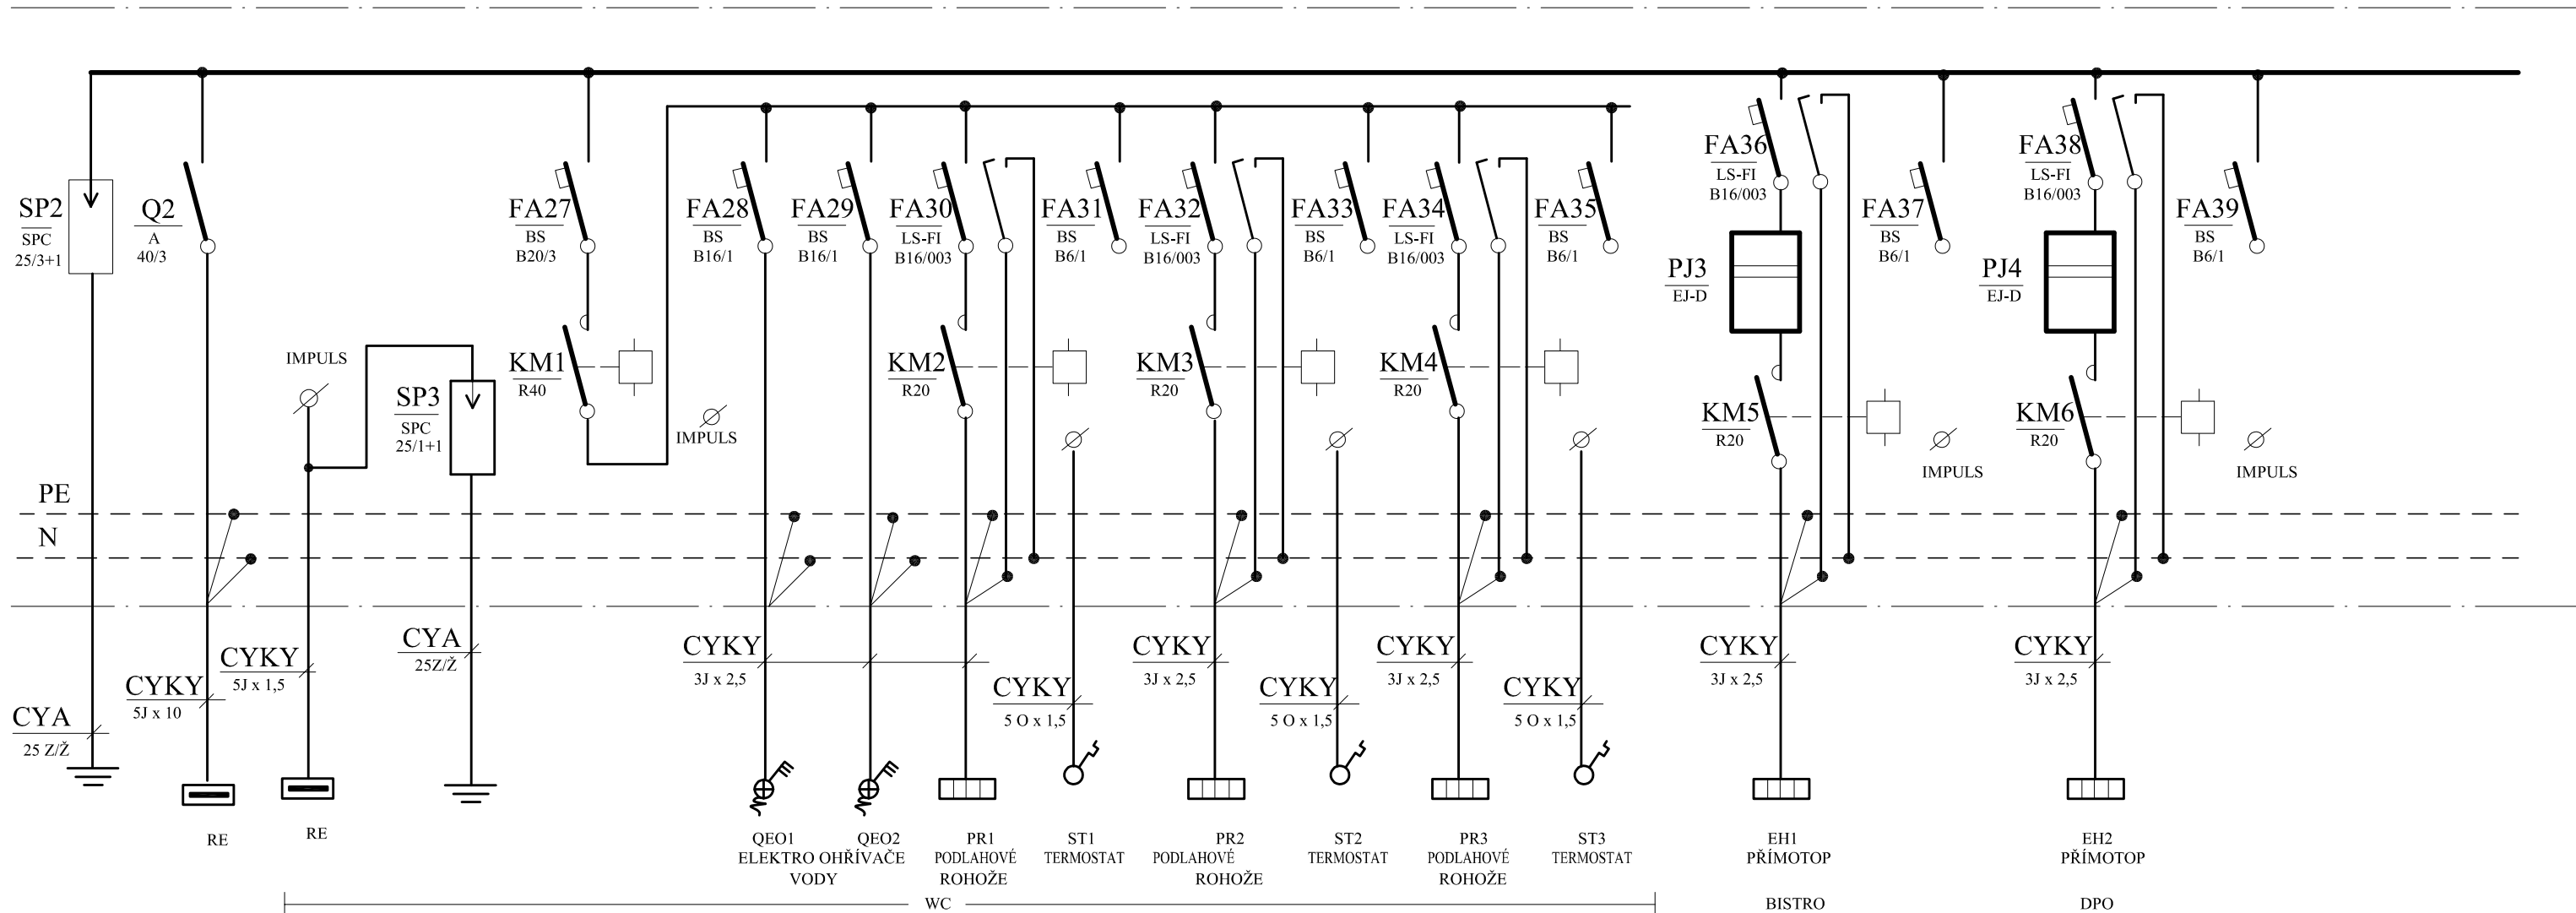 SP2
SPC
25/3+1
Q2
A
40/3
IMPULS
SP3
SPC
25/1+1
FA27
BS
B20/3
KM1
R40
IMPULS
FA28
BS
B16/1
FA29
BS
B16/1
FA30
LS-FI
B16/003
KM2
R20
FA31
BS
B6/1
FA32
LS-FI
B16/003
KM3
R20
FA33
BS
B6/1
FA34
LS-FI
B16/003
KM4
R20
FA35
BS
B6/1
FA36
LS-FI
B16/003
PJ3
EJ-D
KM5
R20
FA37
BS
B6/1
IMPULS
FA38
LS-FI
B16/003
PJ4
EJ-D
KM6
R20
FA39
BS
B6/1
IMPULS
PE
N
CYA
25 Z/Ž
CYKY
5J x 10
CYKY
5J x 1,5
CYA
25Z/Ž
CYKY
3J x 2,5
CYKY
5 O x 1,5
CYKY
3J x 2,5
CYKY
5 O x 1,5
CYKY
3J x 2,5
CYKY
5 O x 1,5
CYKY
3J x 2,5
CYKY
3J x 2,5
RE
RE
QEO1 QEO2
ELEKTRO OHŘÍVAČE
VODY
PR1
PODLAHOVÉ
ROHOŽE
ST1
TERMOSTAT
PR2
PODLAHOVÉ
ROHOŽE
ST2
TERMOSTAT
PR3
PODLAHOVÉ
ROHOŽE
ST3
TERMOSTAT
EH1
PŘÍMOTOP
EH2
PŘÍMOTOP
WC
BISTRO
DPO